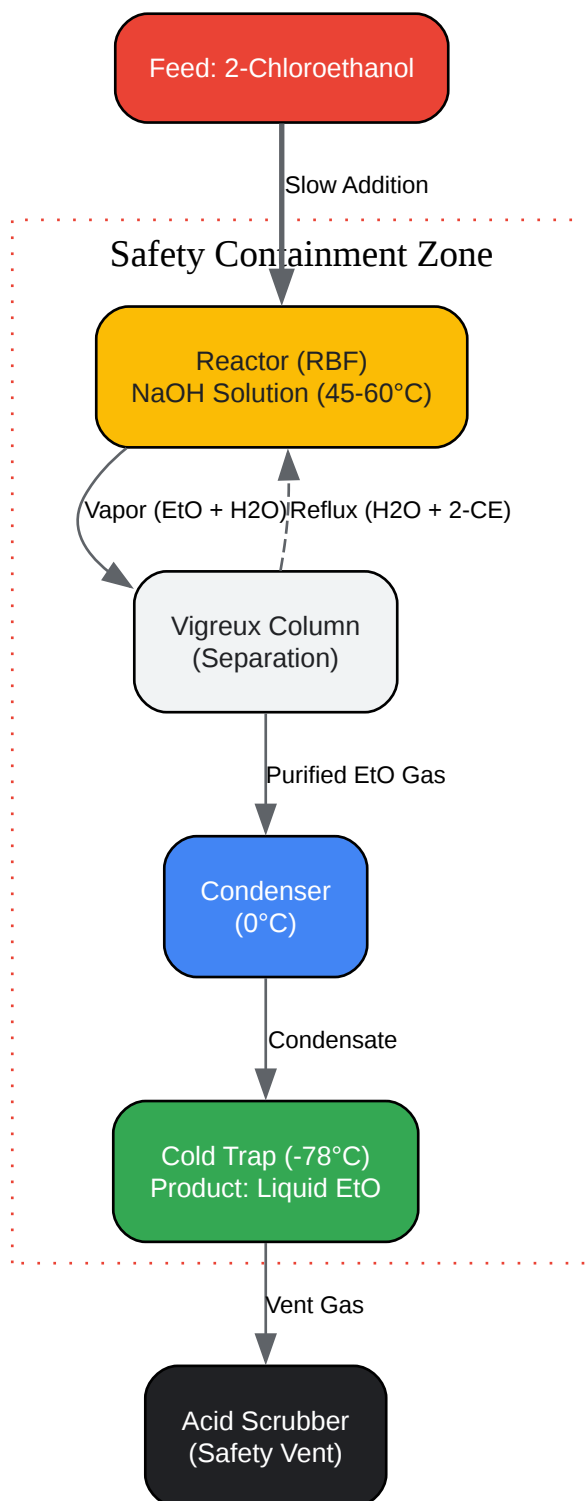 Feed: 2-Chloroethanol
Slow Addition
Safety Containment Zone
Reactor (RBF)
NaOH Solution (45-60°C)
Vapor (EtO + H2O)
Reflux (H2O + 2-CE)
Vigreux Column
(Separation)
Purified EtO Gas
Condenser
(0°C)
Condensate
Cold Trap (-78°C)
Product: Liquid EtO
Vent Gas
Acid Scrubber
(Safety Vent)